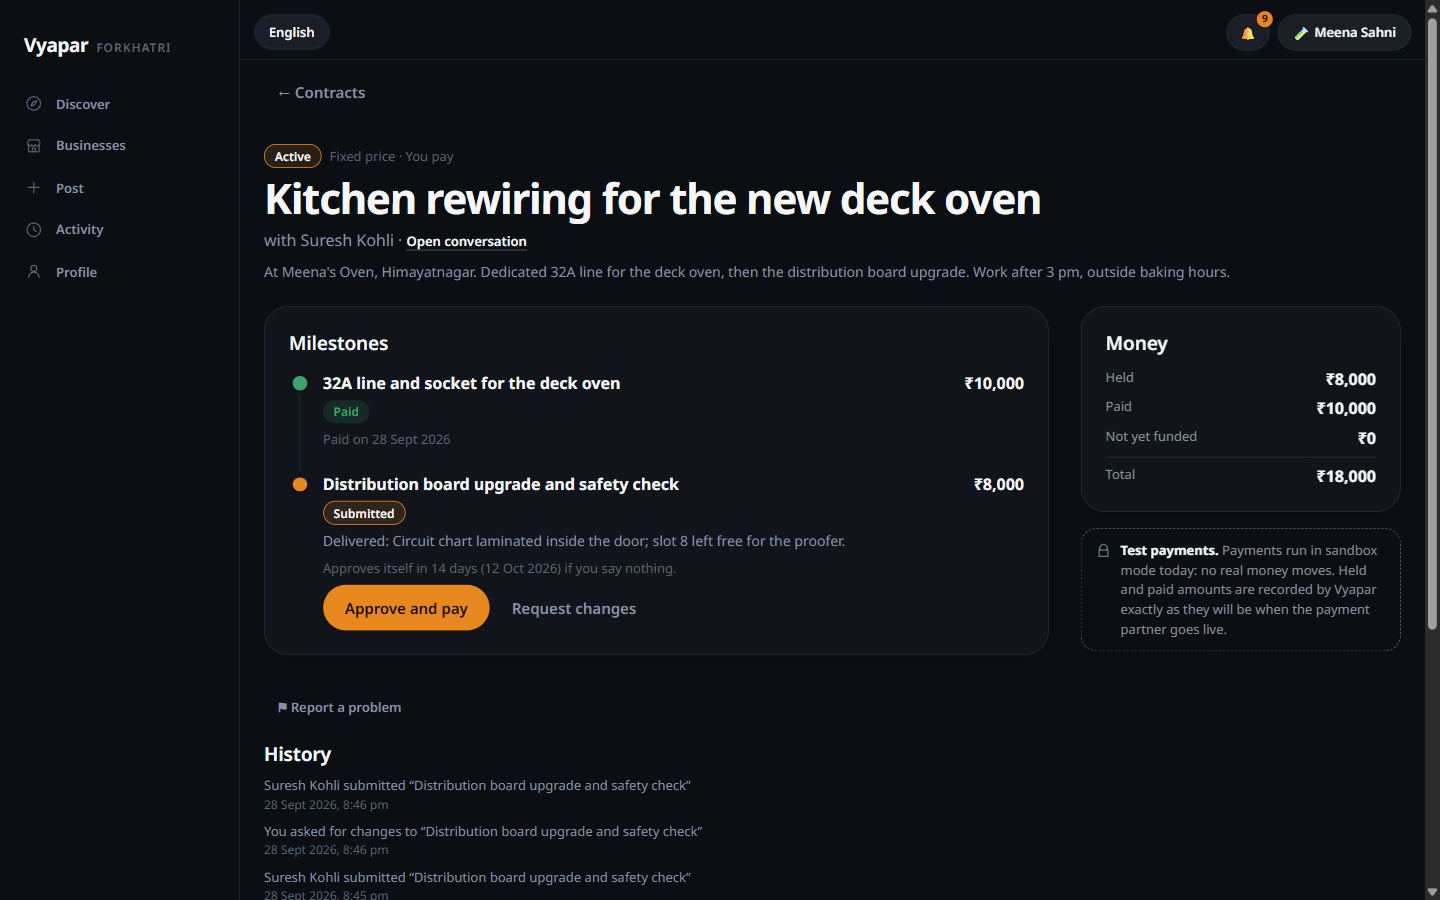 Vyapar FORKHATRI
Discover
Businesses
Post
Activity
Profile
English
9
Meena Sahni
← Contracts
Active Fixed price · You pay
Kitchen rewiring for the new deck oven
with Suresh Kohli · Open conversation
At Meena's Oven, Himayatnagar. Dedicated 32A line for the deck oven, then the distribution board upgrade. Work after 3 pm, outside baking hours.
Milestones
32A line and socket for the deck oven ₹10,000
Paid
Paid on 28 Sept 2026
Distribution board upgrade and safety check ₹8,000
Submitted
Delivered: Circuit chart laminated inside the door; slot 8 left free for the proofer.
Approves itself in 14 days (12 Oct 2026) if you say nothing.
Approve and pay Request changes
Money
Held ₹8,000
Paid ₹10,000
Not yet funded ₹0
Total ₹18,000
Test payments. Payments run in sandbox
mode today: no real money moves. Held
and paid amounts are recorded by Vyapar
exactly as they will be when the payment
partner goes live.
Report a problem
History
Suresh Kohli submitted “Distribution board upgrade and safety check”
28 Sept 2026, 8:46 pm
You asked for changes to “Distribution board upgrade and safety check”
28 Sept 2026, 8:46 pm
Suresh Kohli submitted “Distribution board upgrade and safety check”
28 Sept 2026, 8:45 pm